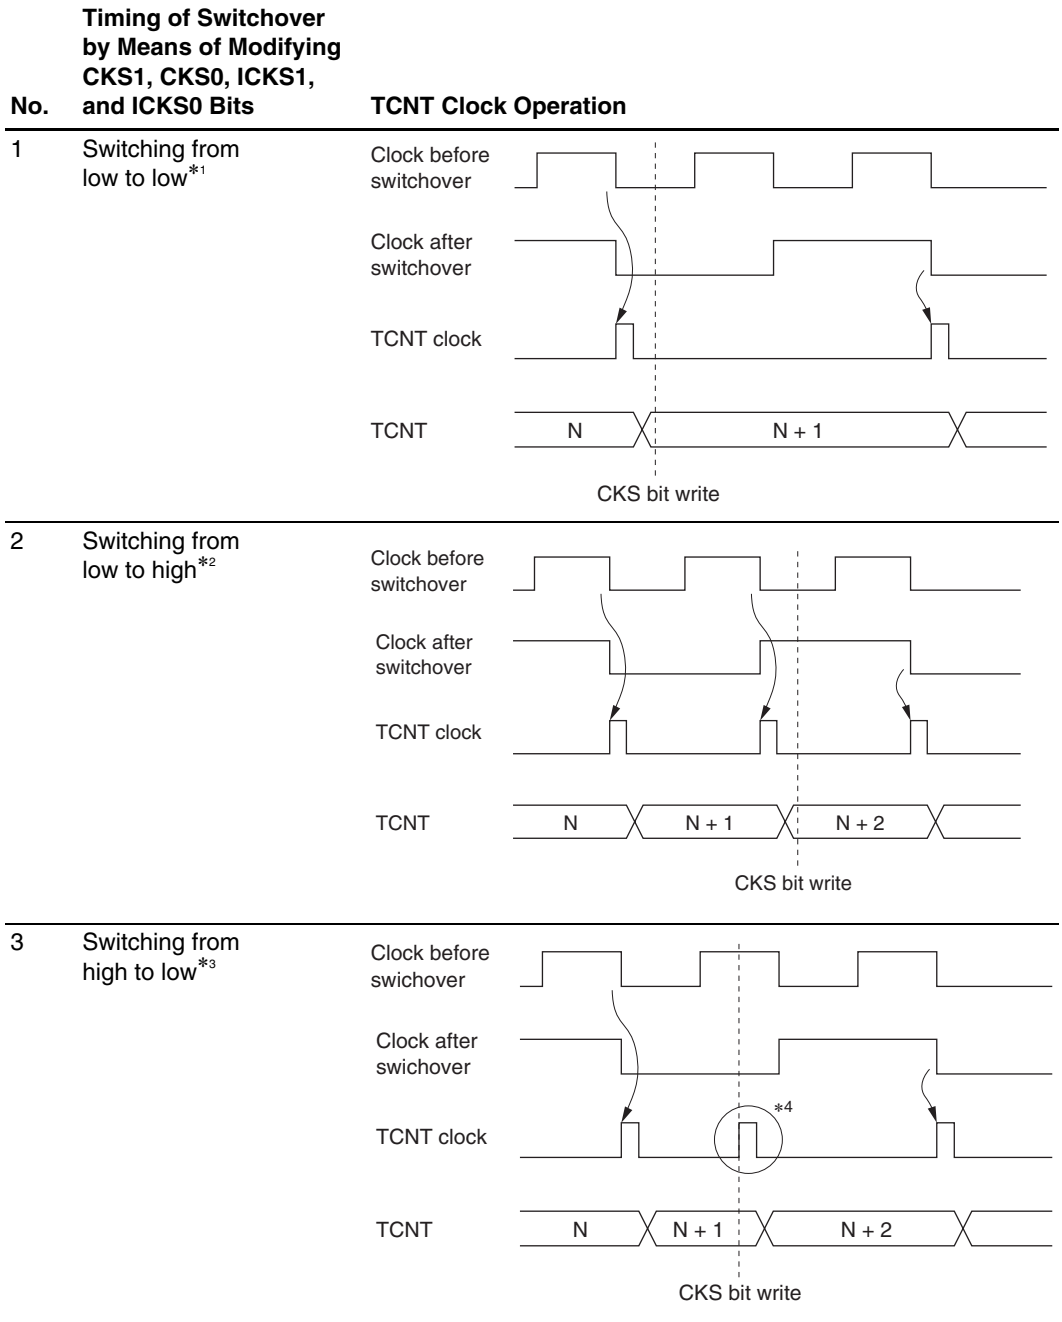 Timing of Switchover
by Means of Modifying
CKS1, CKS0, ICKS1,
No. and ICKS0 Bits TCNT Clock Operation
1 Switching from
low to low*1
Clock before
switchover
Clock after
switchover
TCNT clock
TCNT N N + 1
CKS bit write
2 Switching from
low to high*2
Clock before
switchover
Clock after
switchover
TCNT clock
TCNT N N + 1 N + 2
CKS bit write
3 Switching from
high to low*3
Clock before
swichover
Clock after
swichover
*4
TCNT clock
TCNT N N + 1 N + 2
CKS bit write